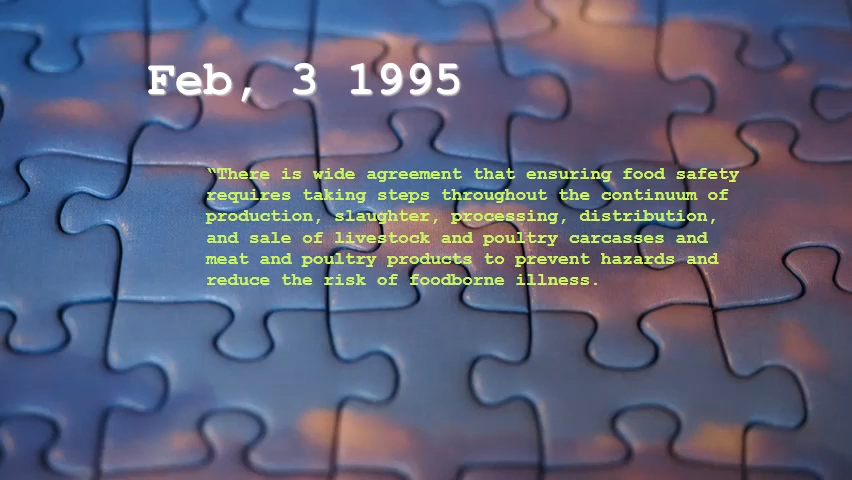 Feb, 3 1995
“There is wide agreement that ensuring food safety
requires taking steps throughout the continuum of
production, slaughter, processing, distribution,
and sale of livestock and poultry carcasses and
meat and poultry products to prevent hazards and
reduce the risk of foodborne illness.